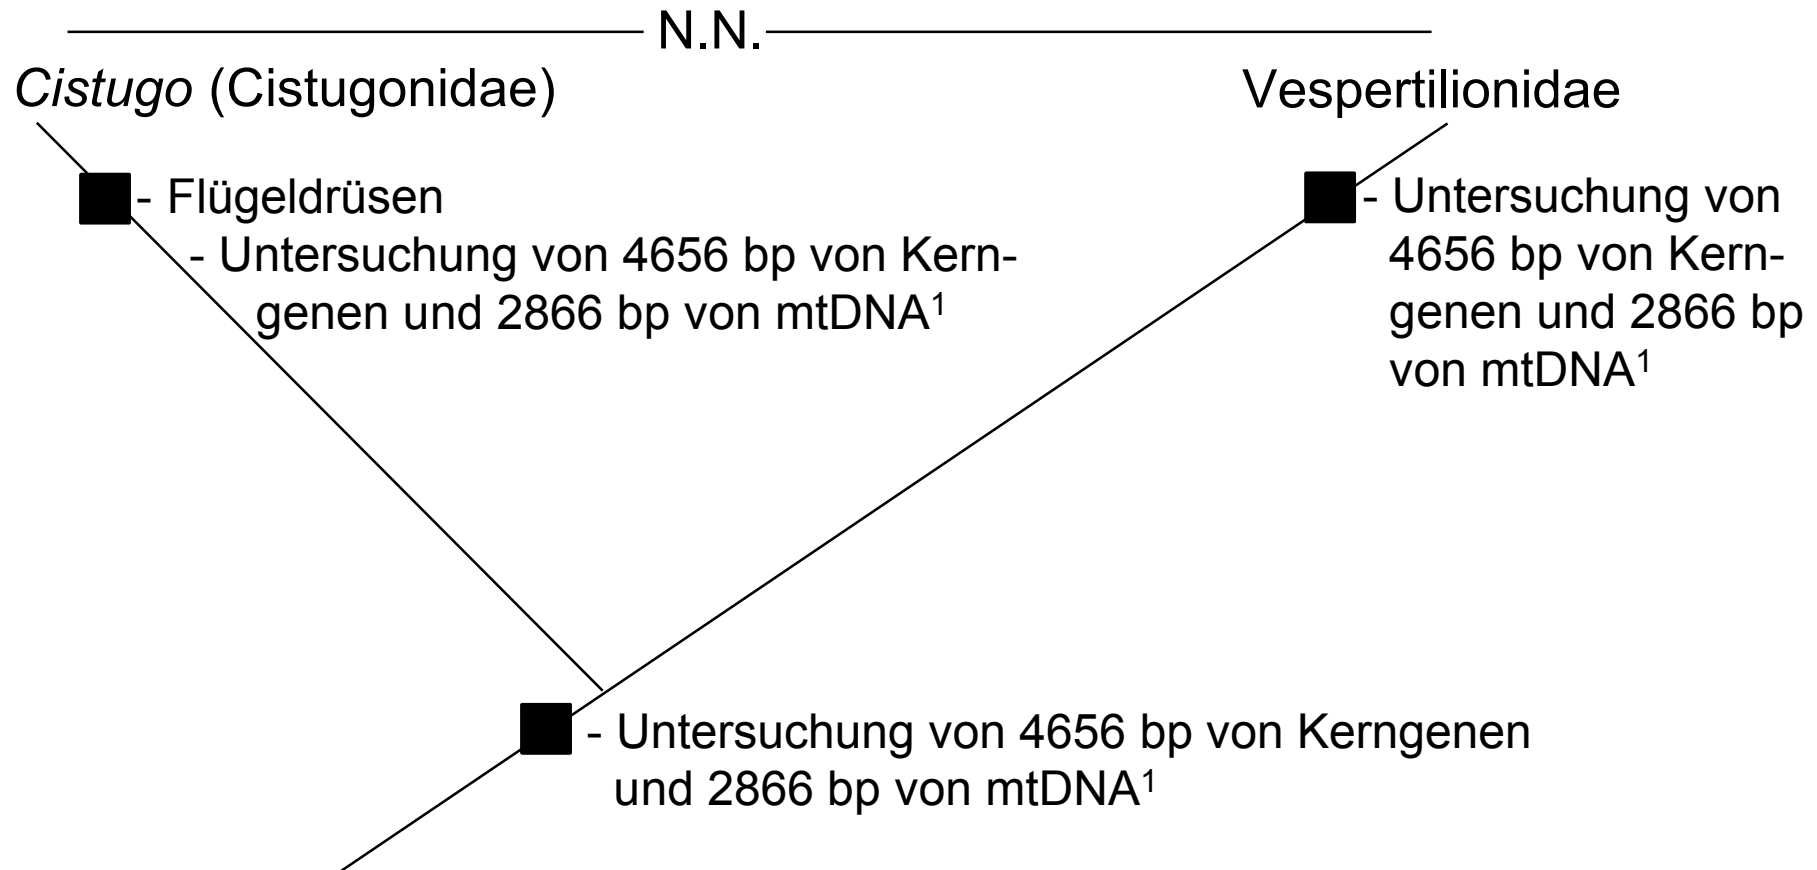 N.N.
Cistugo (Cistugonidae)
Vespertilionidae
- Flügeldrüsen
- Untersuchung von 4656 bp von Kern-
genen und 2866 bp von mtDNA¹
- Untersuchung von
4656 bp von Kern-
genen und 2866 bp
von mtDNA¹
- Untersuchung von 4656 bp von Kerngenen
und 2866 bp von mtDNA¹